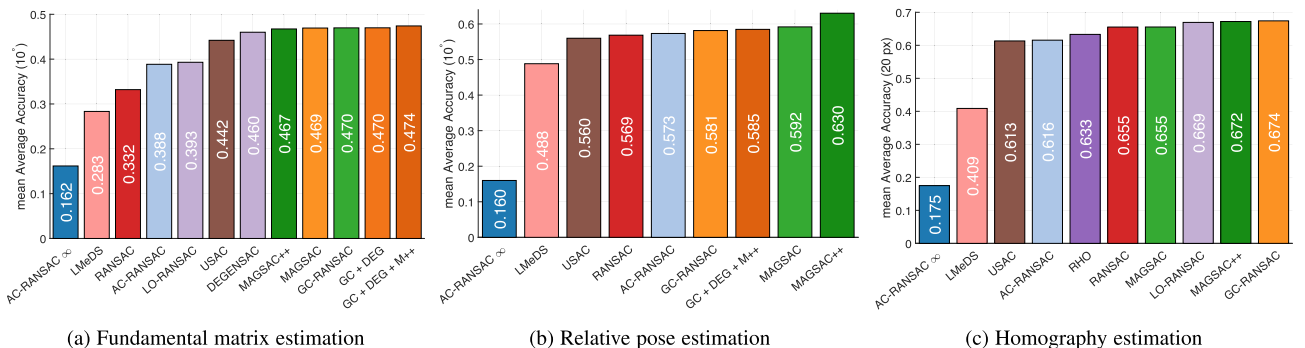 mean Average Accuracy (10°)
0.5
0.4
0.3
0.2
0.1
0
0.162
0.283
0.332
0.388
0.393
0.442
0.460
0.467
0.469
0.470
0.470
0.474
AC-RANSAC ∞
LMeDS
RANSAC
AC-RANSAC
LO-RANSAC
USAC
DEGENSAC
MAGSAC++
MAGSAC
GC-RANSAC
GC + DEG
GC + DEG + M++
(a) Fundamental matrix estimation
mean Average Accuracy (10°)
0.6
0.5
0.4
0.3
0.2
0.1
0
0.160
0.488
0.560
0.569
0.573
0.581
0.585
0.592
0.630
AC-RANSAC ∞
LMeDS
USAC
RANSAC
AC-RANSAC
GC-RANSAC
GC + DEG + M++
MAGSAC
MAGSAC++
(b) Relative pose estimation
mean Average Accuracy (20 px)
0.7
0.6
0.5
0.4
0.3
0.2
0.1
0
0.175
0.409
0.613
0.616
0.633
0.655
0.655
0.669
0.672
0.674
AC-RANSAC ∞
LMeDS
USAC
AC-RANSAC
RHO
RANSAC
MAGSAC
LO-RANSAC
MAGSAC++
GC-RANSAC
(c) Homography estimation